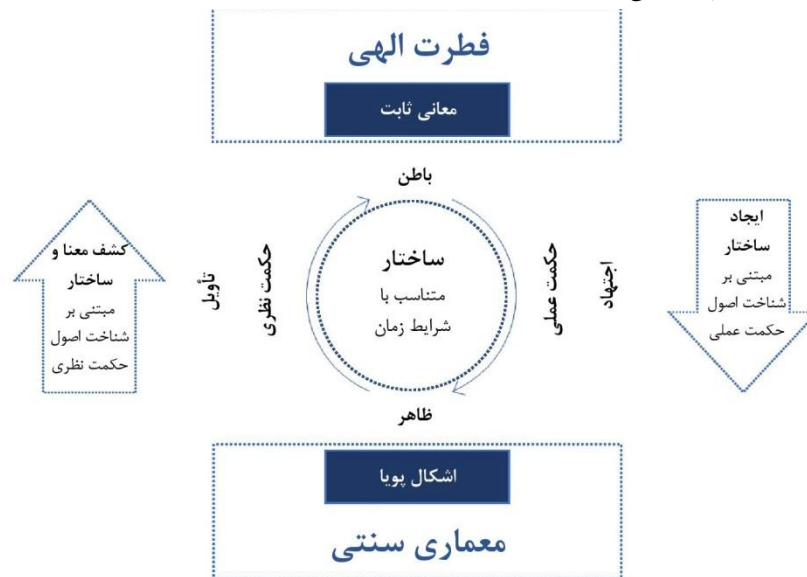 فطرت الهی
معانی ثابت
باطن
ایجاد
ساختار
مبتنی بر
شناخت اصول
حکمت عملی
اجتهاد
حکمت عملی
ساختار
متناسب با
شرایط زمان
حکمت نظری
تأویل
کشف معنا و
ساختار
مبتنی بر
شناخت اصول
حکمت نظری
ظاهر
اشکال پویا
معماری سنتی